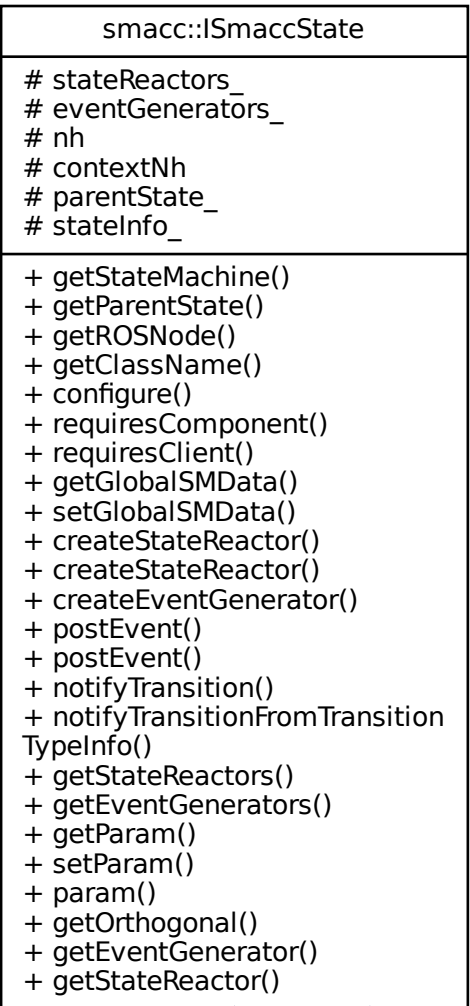 smacc::ISmaccState
# stateReactors_
# eventGenerators_
# nh
# contextNh
# parentState_
# stateInfo_
+ getStateMachine()
+ getParentState()
+ getROSNode()
+ getClassName()
+ configure()
+ requiresComponent()
+ requiresClient()
+ getGlobalSMData()
+ setGlobalSMData()
+ createStateReactor()
+ createStateReactor()
+ createEventGenerator()
+ postEvent()
+ postEvent()
+ notifyTransition()
+ notifyTransitionFromTransition
TypeInfo()
+ getStateReactors()
+ getEventGenerators()
+ getParam()
+ setParam()
+ param()
+ getOrthogonal()
+ getEventGenerator()
+ getStateReactor()